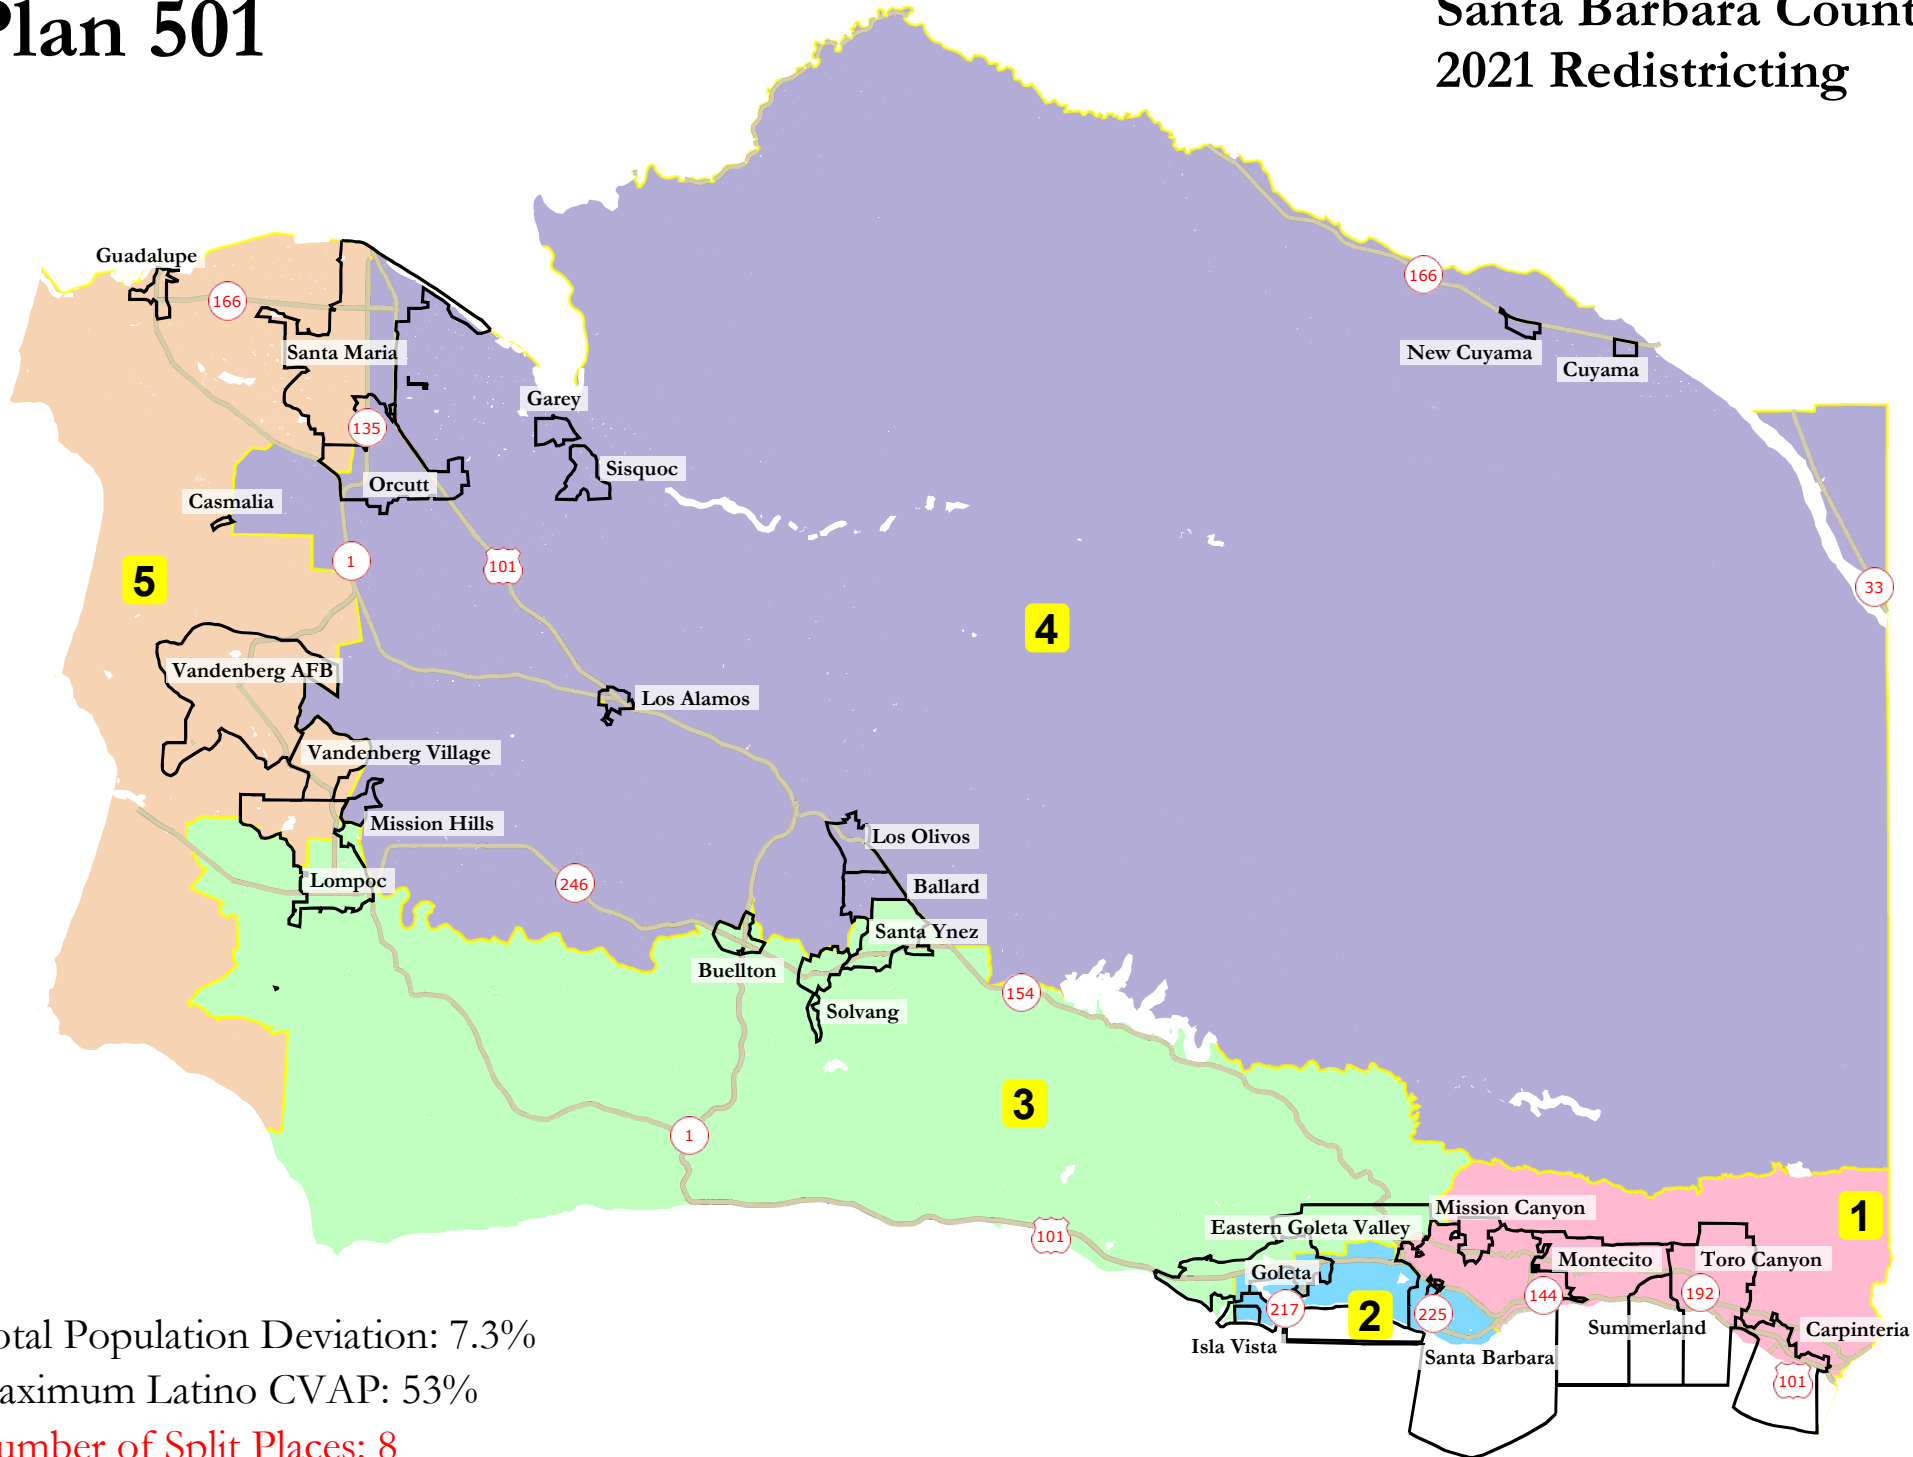 Plan 501
Santa Barbara Count
2021 Redistricting
Guadalupe
166
166
Santa Maria
New Cuyama
Cuyama
Garey
135
Sisquoc
Orcutt
Casmalia
1
101
5
33
4
Vandenberg AFB
Los Alamos
Vandenberg Village
Mission Hills
Los Olivos
Lompoc
246
Ballard
Santa Ynez
Buellton
154
Solvang
3
1
Mission Canyon
1
Eastern Goleta Valley
101
Montecito
Toro Canyon
Goleta
217
2
225
144
192
Summerland
Carpinteria
Isla Vista
Santa Barbara
101
otal Population Deviation: 7.3%
aximum Latino CVAP: 53%
umber of Split Places: 8